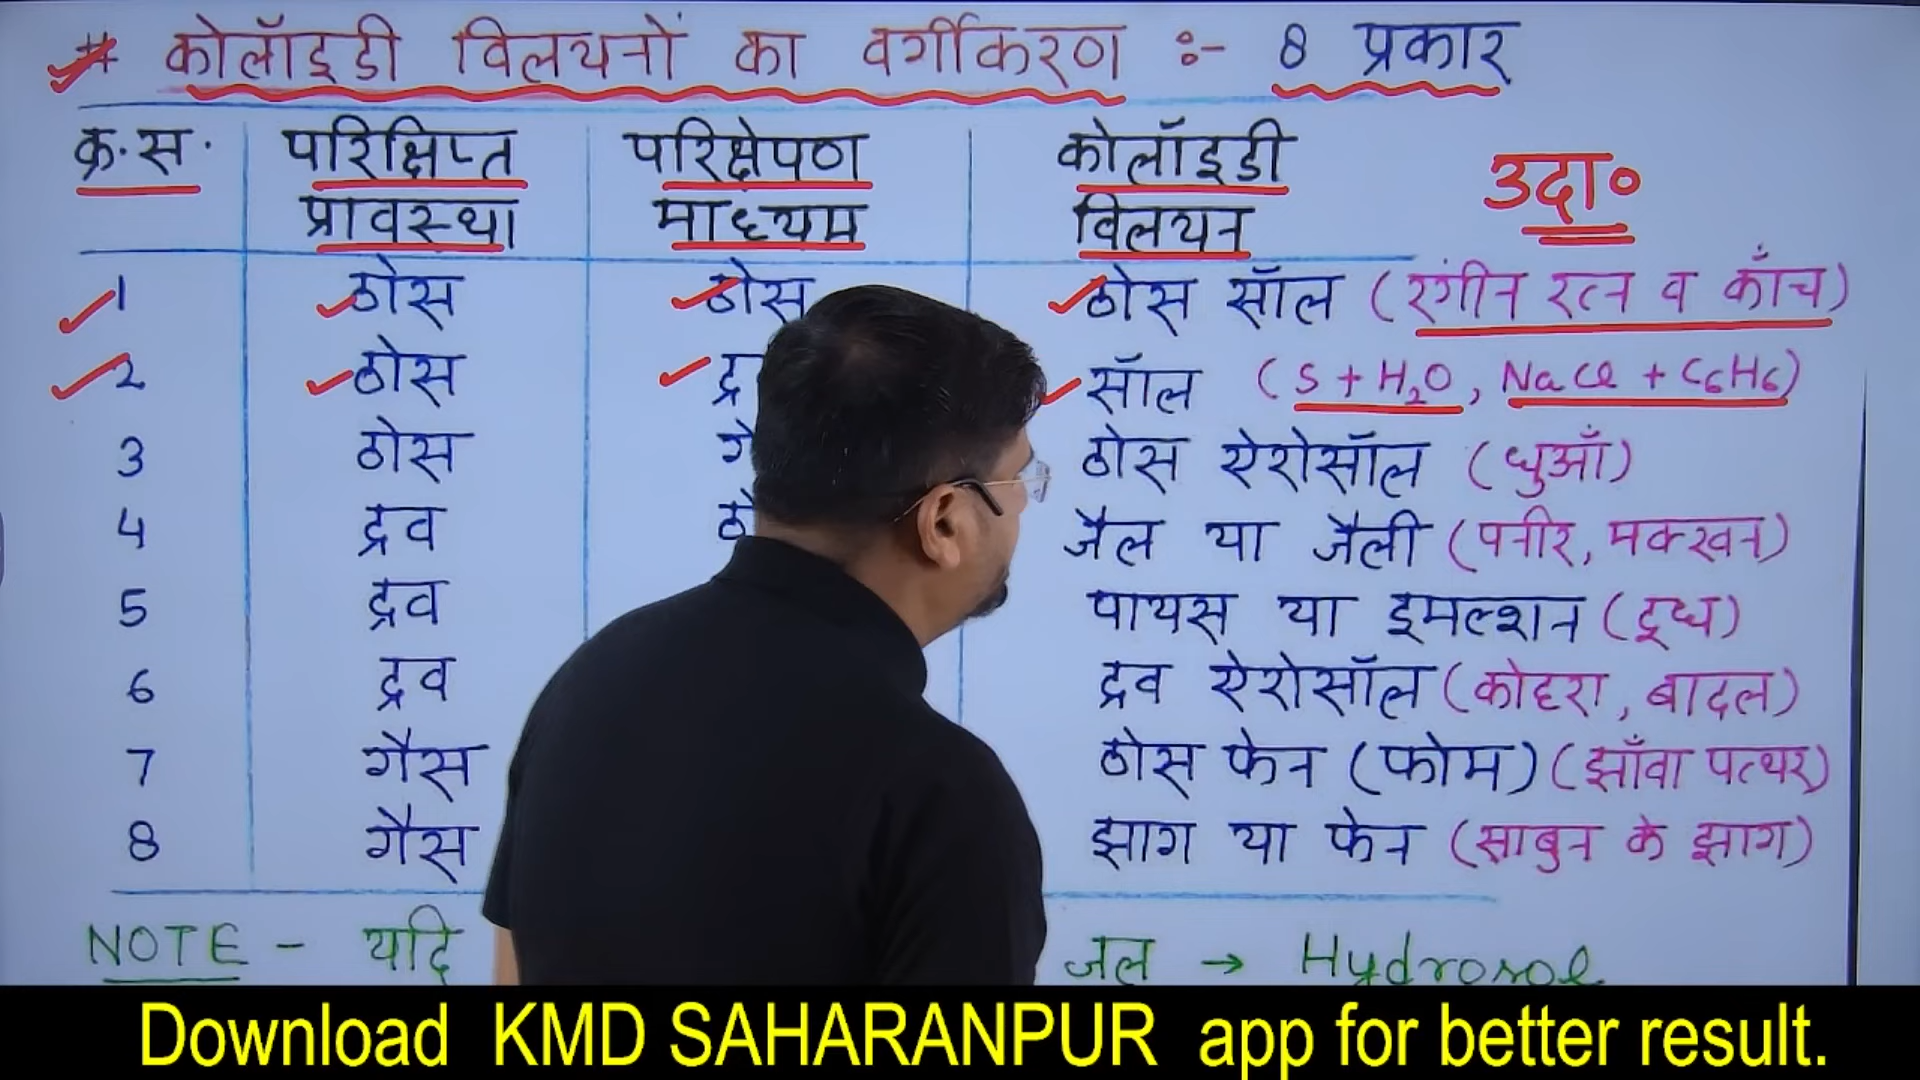 # कोलॉइडी विलयनों का वर्गीकरण :- 8 प्रकार
क्र.स. परिक्षिप्त प्रावस्था परिक्षेपण माध्यम कोलॉइडी विलयन उदा०
1 ठोस ठोस ठोस सॉल (रंगीन रत्न व काँच)
2 ठोस सॉल (S + H₂O, NaCl + C₆H₆)
3 ठोस ठोस ऐरोसॉल (धुआँ)
4 द्रव जैल या जैली (पनीर, मक्खन)
5 द्रव पायस या इमल्शन (दूध)
6 द्रव द्रव ऐरोसॉल (कोहरा, बादल)
7 गैस ठोस फेन (फोम) (झाँवा पत्थर)
8 गैस झाग या फेन (साबुन के झाग)
NOTE - यदि जल → Hydrosol
Download KMD SAHARANPUR app for better result.